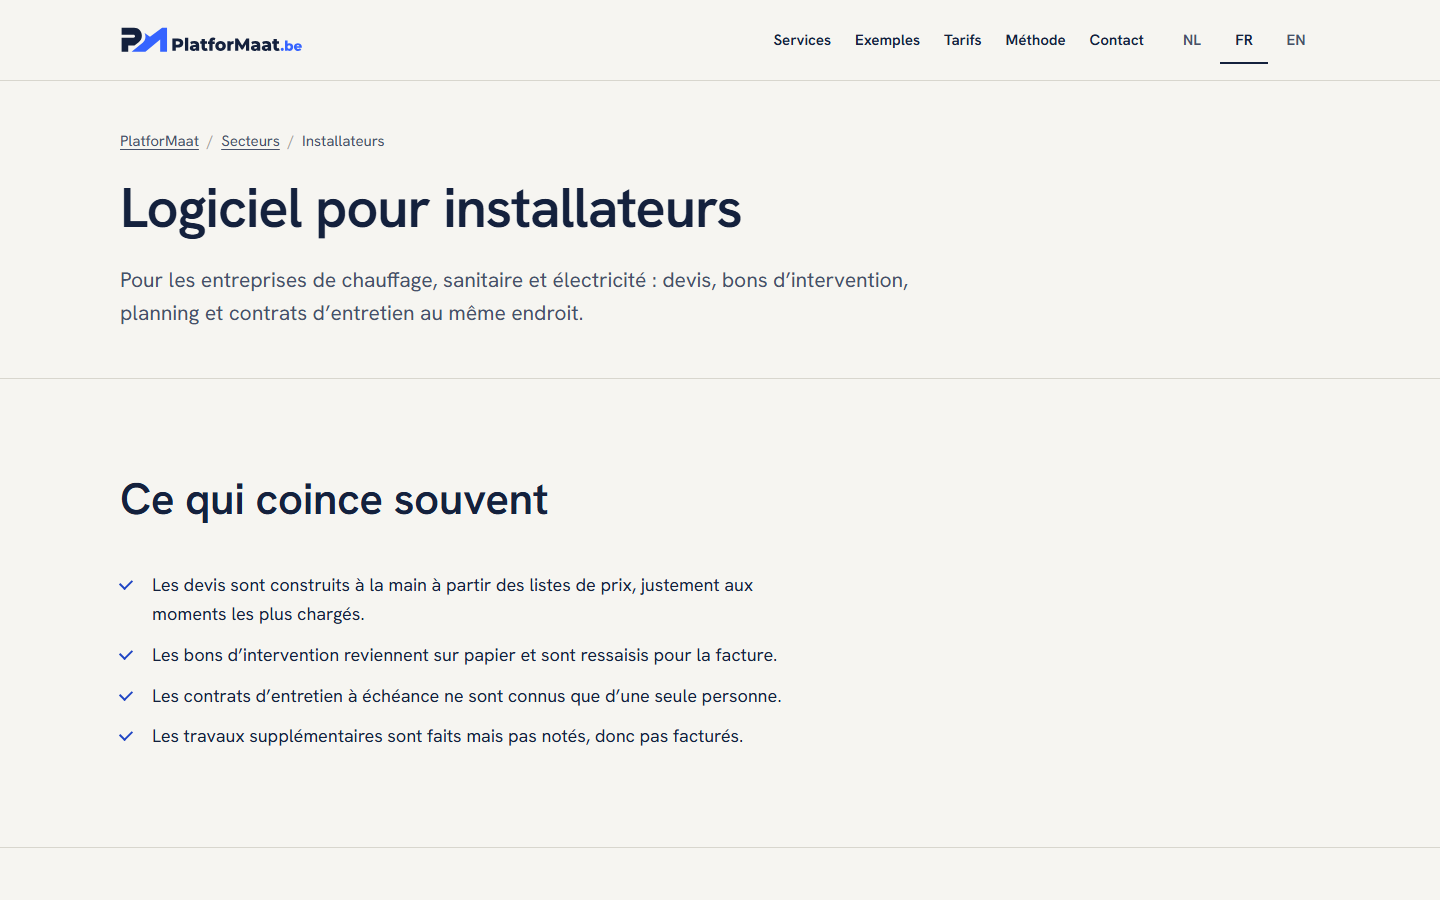 PM PlatforMaat.be
Services Exemples Tarifs Méthode Contact NL FR EN
PlatforMaat / Secteurs / Installateurs
Logiciel pour installateurs
Pour les entreprises de chauffage, sanitaire et électricité : devis, bons d’intervention,
planning et contrats d’entretien au même endroit.
Ce qui coince souvent
Les devis sont construits à la main à partir des listes de prix, justement aux
moments les plus chargés.
Les bons d’intervention reviennent sur papier et sont ressaisis pour la facture.
Les contrats d’entretien à échéance ne sont connus que d’une seule personne.
Les travaux supplémentaires sont faits mais pas notés, donc pas facturés.